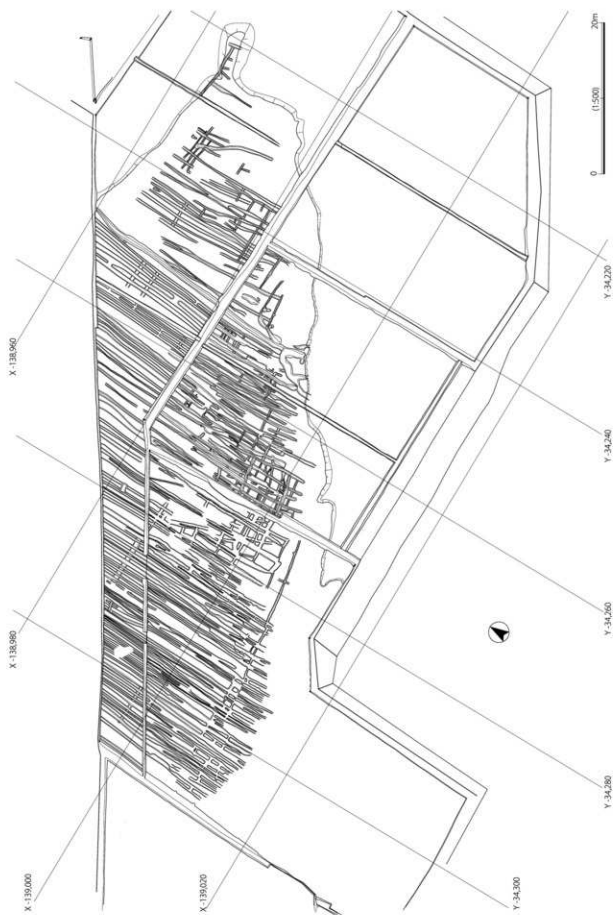 20m
(1:500)
0
X -138,960
X -138,980
X -139,000
X -139,020
Y -34,220
Y -34,240
Y -34,260
Y -34,280
Y -34,300